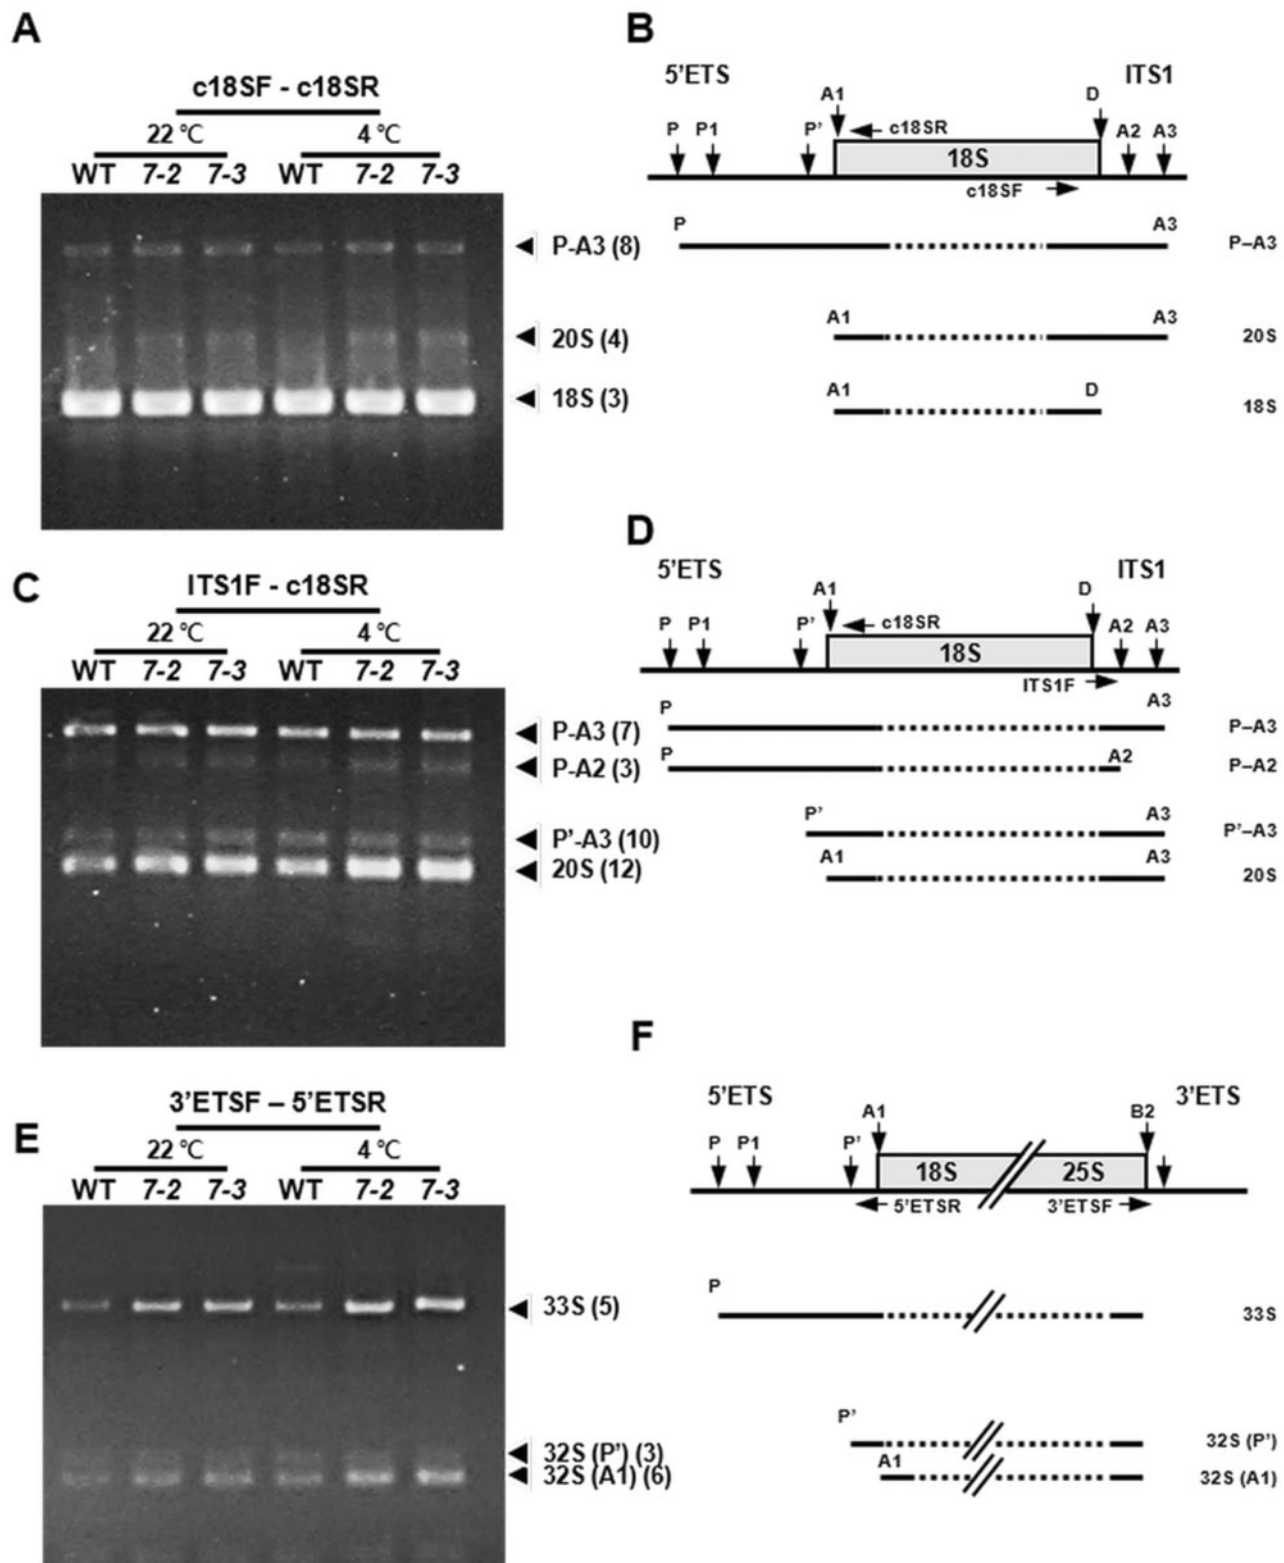 A
c18SF - c18SR
22 ℃ 4 ℃
WT 7-2 7-3 WT 7-2 7-3
P-A3 (8)
20S (4)
18S (3)
B
5'ETS ITS1
A1 D
P P1 P' c18SR A2 A3
18S
c18SF
P A3
P–A3
A1 A3
20S
A1 D
18S
C
ITS1F - c18SR
22 ℃ 4 ℃
WT 7-2 7-3 WT 7-2 7-3
P-A3 (7)
P-A2 (3)
P'-A3 (10)
20S (12)
D
5'ETS ITS1
A1 D
P P1 P' c18SR A2 A3
18S
ITS1F
P A3
P–A3
P A2
P–A2
P' A3
P'–A3
A1 A3
20S
E
3'ETSF – 5'ETSR
22 ℃ 4 ℃
WT 7-2 7-3 WT 7-2 7-3
33S (5)
32S (P') (3)
32S (A1) (6)
F
5'ETS 3'ETS
A1 B2
P P1 P'
18S 25S
5'ETSR 3'ETSF
P
33S
P'
32S (P')
A1
32S (A1)